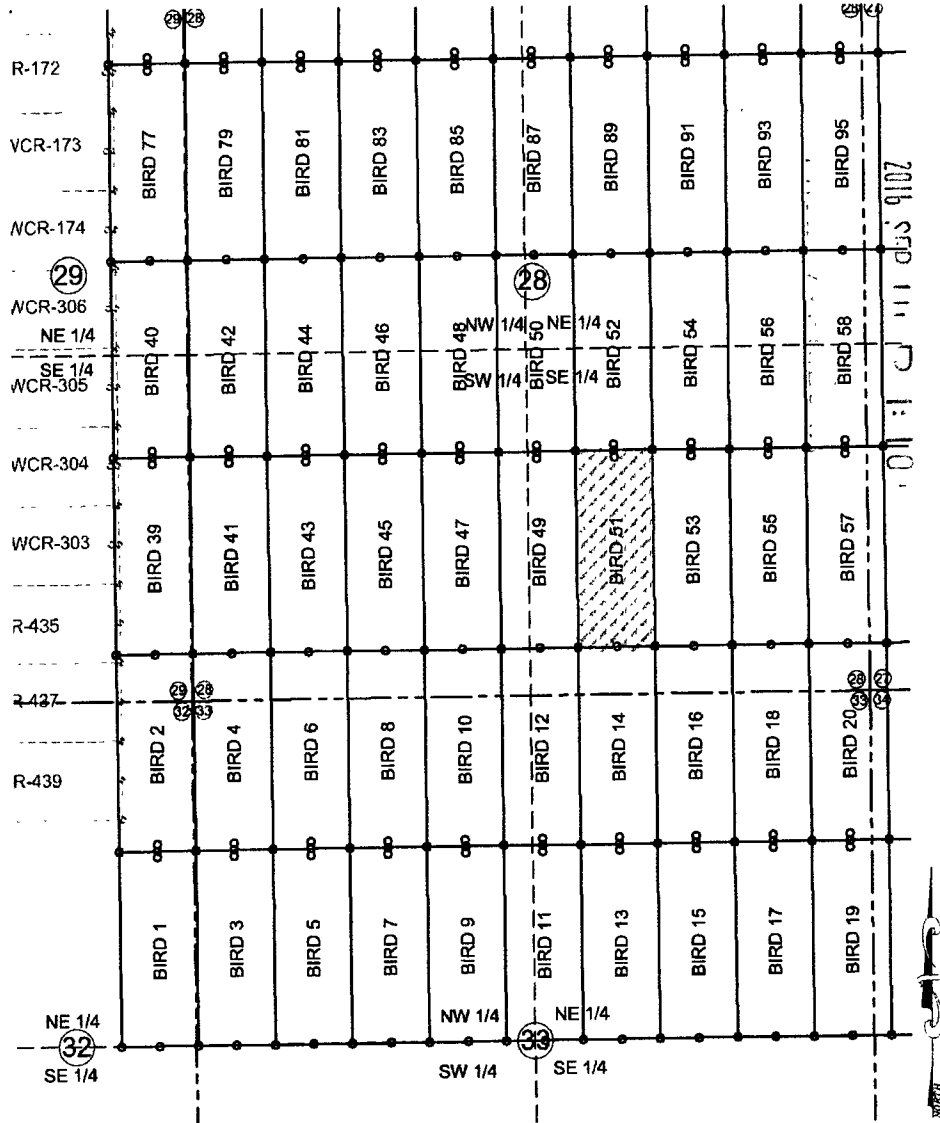 29 28
28 27
R-172
BIRD 77 BIRD 79 BIRD 81 BIRD 83 BIRD 85 BIRD 87 BIRD 89 BIRD 91 BIRD 93 BIRD 95
WCR-173
WCR-174
29
28
WCR-306
NE 1/4
NW 1/4 NE 1/4
BIRD 40 BIRD 42 BIRD 44 BIRD 46 BIRD 48 BIRD 50 BIRD 52 BIRD 54 BIRD 56 BIRD 58
SE 1/4
SW 1/4 SE 1/4
WCR-305
WCR-304
WCR-303
BIRD 39 BIRD 41 BIRD 43 BIRD 45 BIRD 47 BIRD 49 BIRD 51 BIRD 53 BIRD 55 BIRD 57
R-435
29 28
28 27
R-437
32 33
33 34
BIRD 2 BIRD 4 BIRD 6 BIRD 8 BIRD 10 BIRD 12 BIRD 14 BIRD 16 BIRD 18 BIRD 20
R-439
BIRD 1 BIRD 3 BIRD 5 BIRD 7 BIRD 9 BIRD 11 BIRD 13 BIRD 15 BIRD 17 BIRD 19
NE 1/4
NW 1/4 NE 1/4
32
33
SE 1/4
SW 1/4 SE 1/4
2016 SEP
NORTH